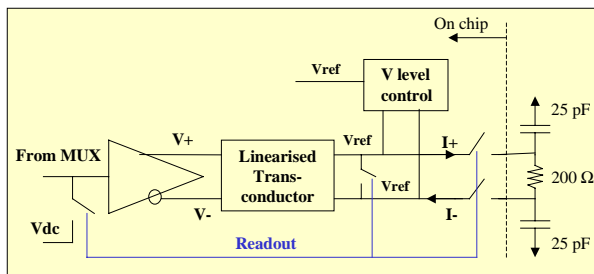 On chip
Vref
V level
control
25 pF
From MUX
V+
Linearised
Trans-
conductor
Vref
I+
200 Ω
Vref
V-
I-
Vdc
Readout
25 pF